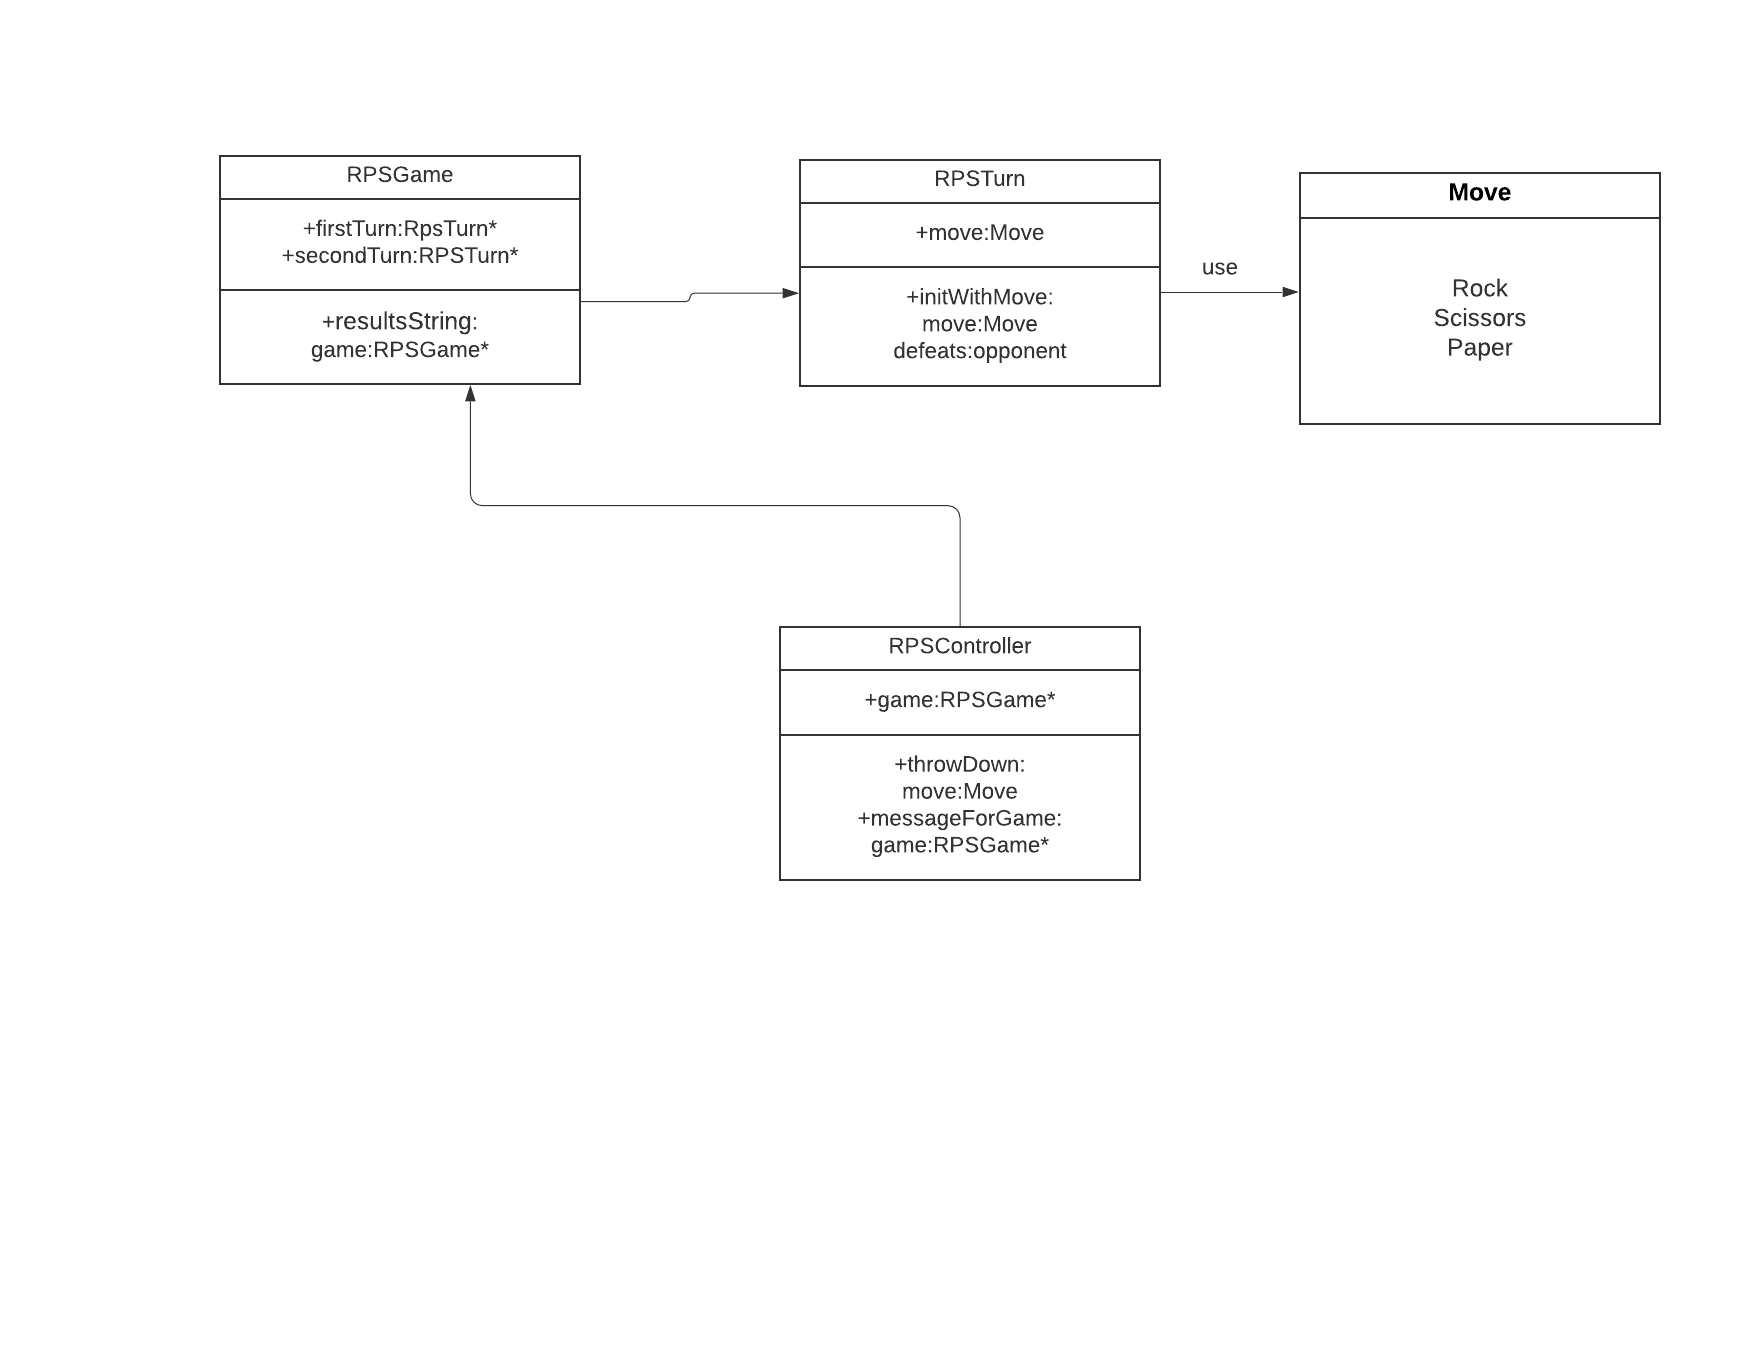 RPSGame
+firstTurn:RpsTurn*
+secondTurn:RPSTurn*
+resultsString:
game:RPSGame*
RPSTurn
+move:Move
+initWithMove:
move:Move
defeats:opponent
use
Move
Rock
Scissors
Paper
RPSController
+game:RPSGame*
+throwDown:
move:Move
+messageForGame:
game:RPSGame*